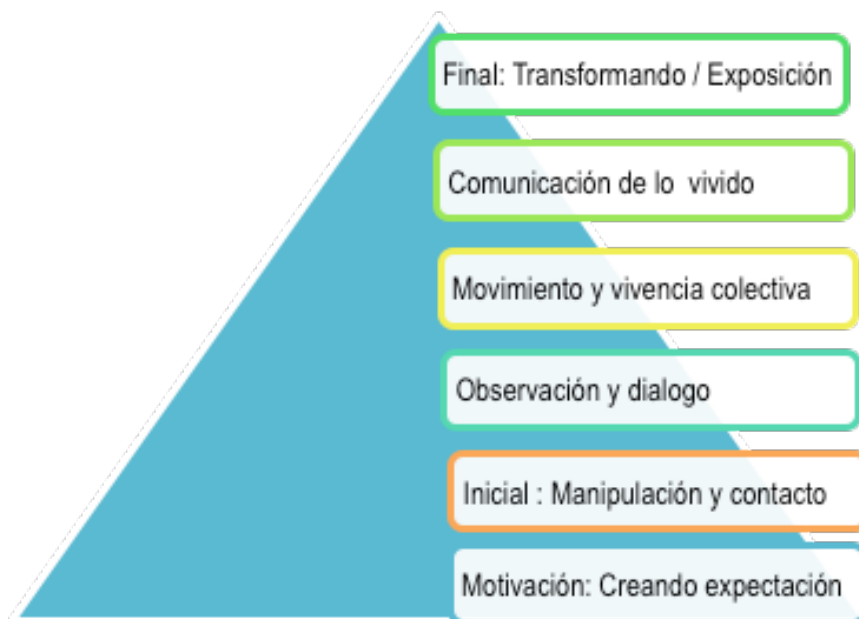 Final: Transformando / Exposición
Comunicación de lo vivido
Movimiento y vivencia colectiva
Observación y dialogo
Inicial : Manipulación y contacto
Motivación: Creando expectación